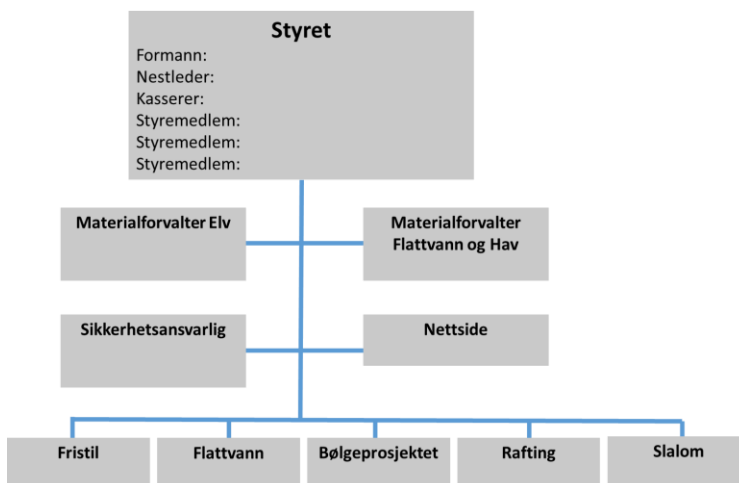 Styret
Formann:
Nestleder:
Kasserer:
Styremedlem:
Styremedlem:
Styremedlem:
Materialforvalter Elv
Materialforvalter
Flattvann og Hav
Sikkerhetsansvarlig
Nettside
Fristil
Flattvann
Bølgeprosjektet
Rafting
Slalom